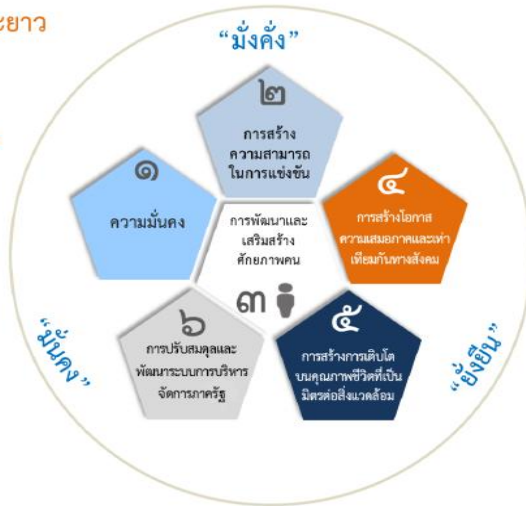 ะยาว
“มั่งคั่ง”
๒
การสร้าง
ความสามารถ
ในการแข่งขัน
๑
ความมั่นคง
๔
การสร้างโอกาส
ความเสมอภาคและเท่า
เทียมกันทางสังคม
การพัฒนาและ
เสริมสร้าง
ศักยภาพคน
๓
๖
การปรับสมดุลและ
พัฒนาระบบการบริหาร
จัดการภาครัฐ
๕
การสร้างการเติบโต
บนคุณภาพชีวิตที่เป็น
มิตรต่อสิ่งแวดล้อม
“มั่นคง”
“ยั่งยืน”